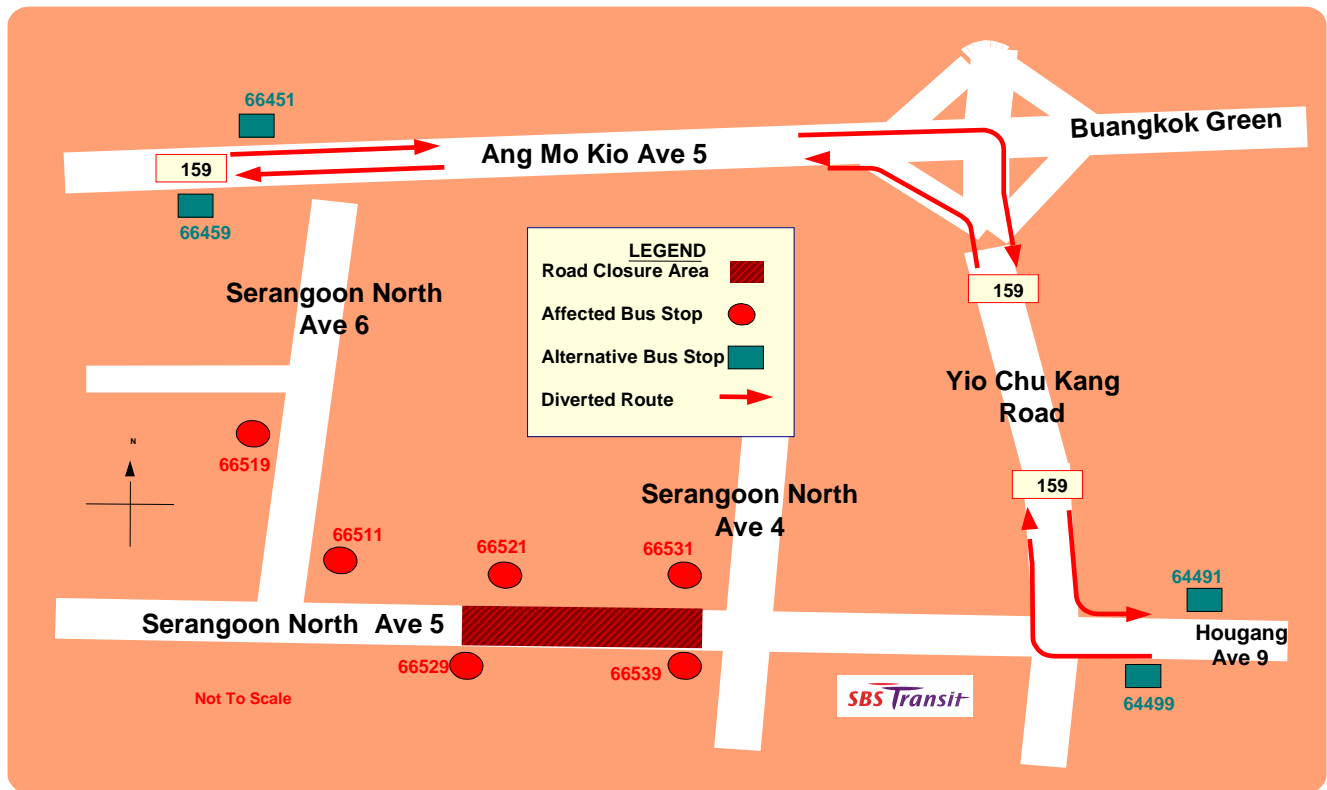 66451
159
66459
Ang Mo Kio Ave 5
Buangkok Green
Serangoon North
Ave 6
LEGEND
Road Closure Area
Affected Bus Stop
Alternative Bus Stop
Diverted Route
159
Yio Chu Kang
Road
N
66519
Serangoon North
Ave 4
159
66511
66521
66531
64491
Serangoon North Ave 5
Hougang
Ave 9
66529
66539
Not To Scale
SBS Transit
64499